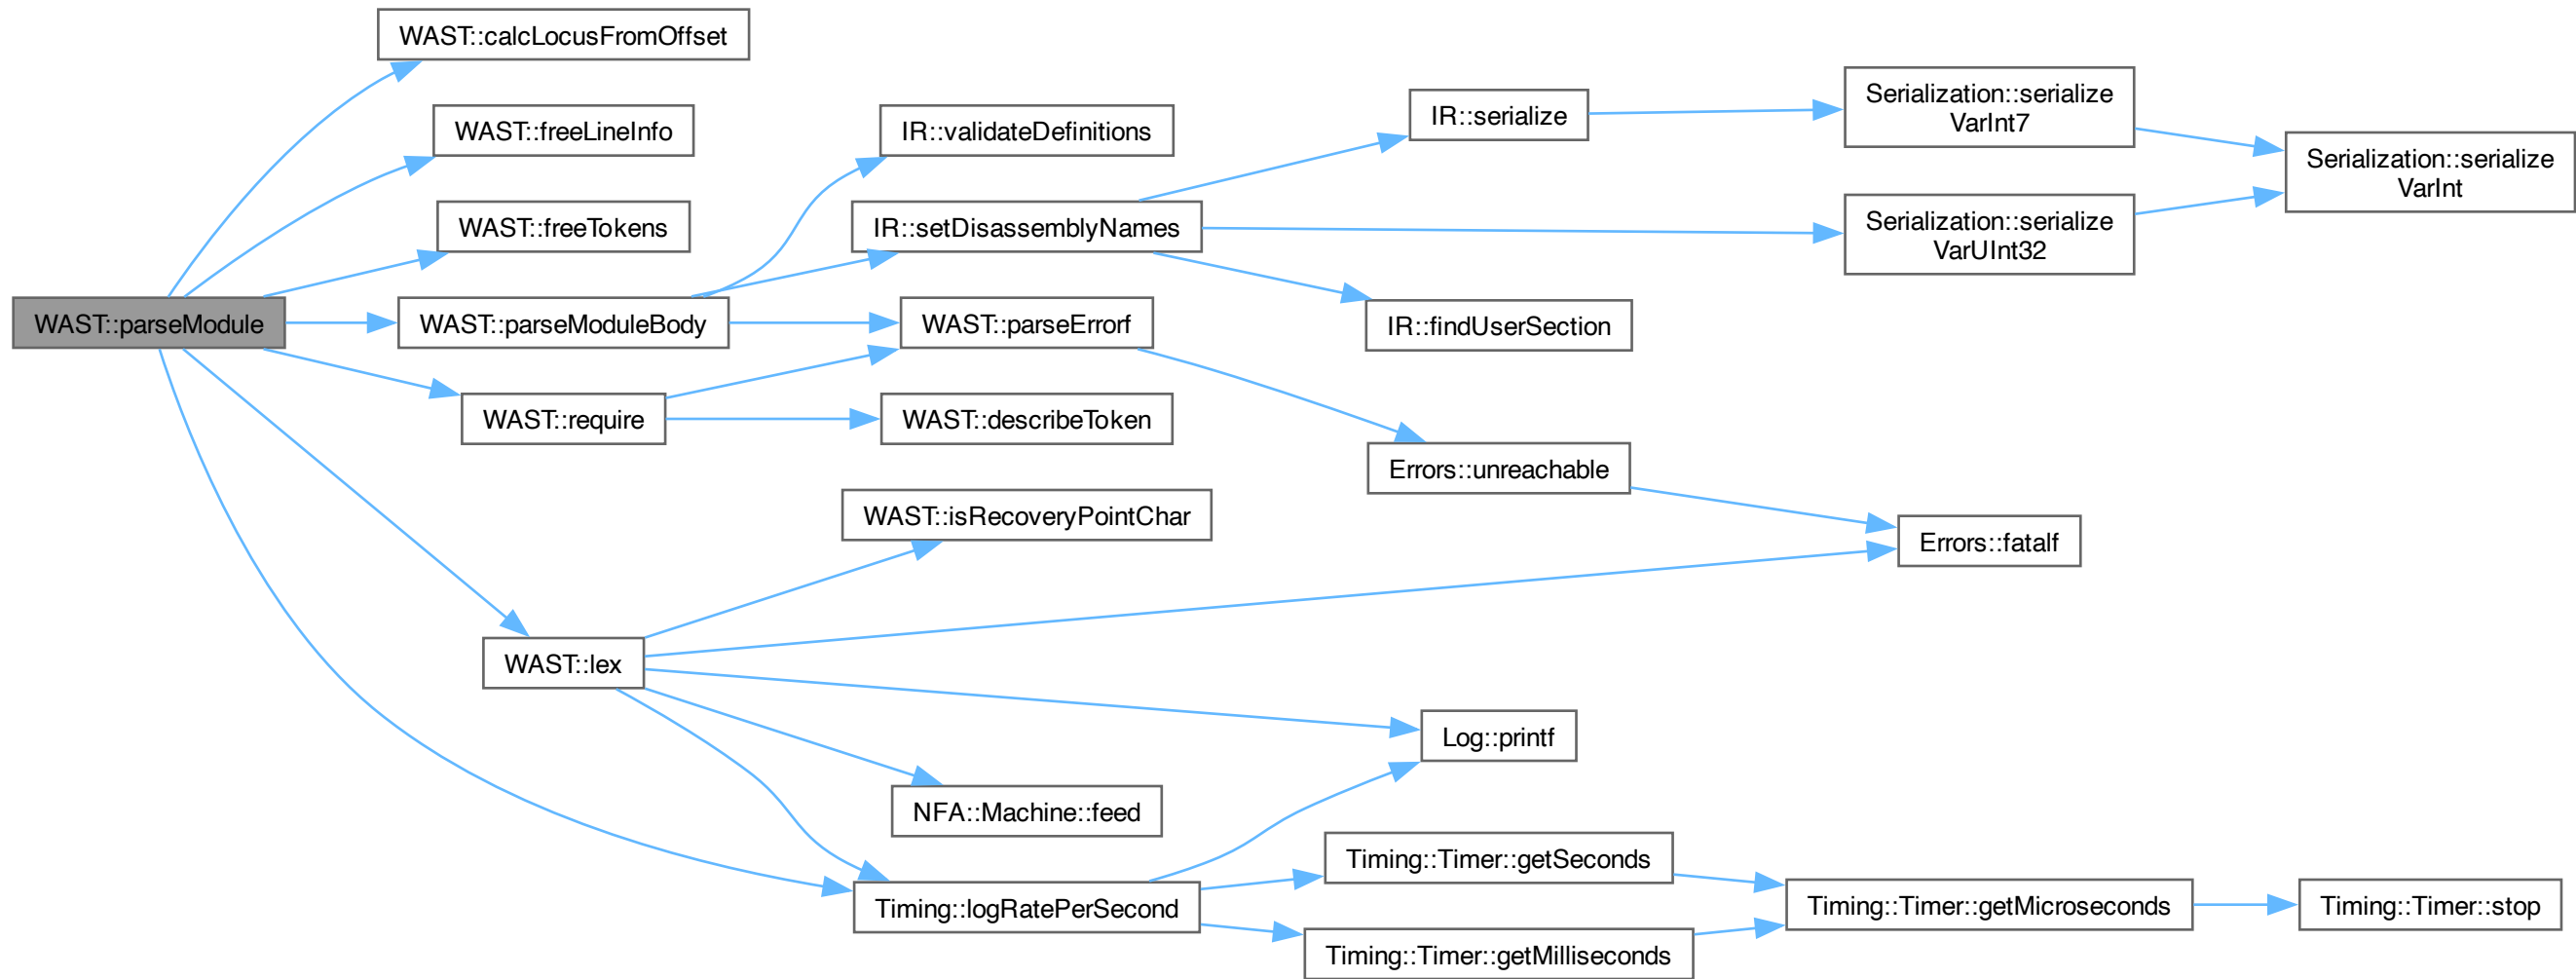 WAST::calcLocusFromOffset
WAST::freeLineInfo
WAST::freeTokens
WAST::parseModule
WAST::parseModuleBody
WAST::require
WAST::lex
IR::validateDefinitions
IR::setDisassemblyNames
WAST::parseErrorf
WAST::describeToken
WAST::isRecoveryPointChar
NFA::Machine::feed
Timing::logRatePerSecond
IR::serialize
IR::findUserSection
Errors::unreachable
Log::printf
Timing::Timer::getSeconds
Timing::Timer::getMilliseconds
Serialization::serialize
VarInt7
Serialization::serialize
VarUInt32
Errors::fatalf
Timing::Timer::getMicroseconds
Serialization::serialize
VarInt
Timing::Timer::stop